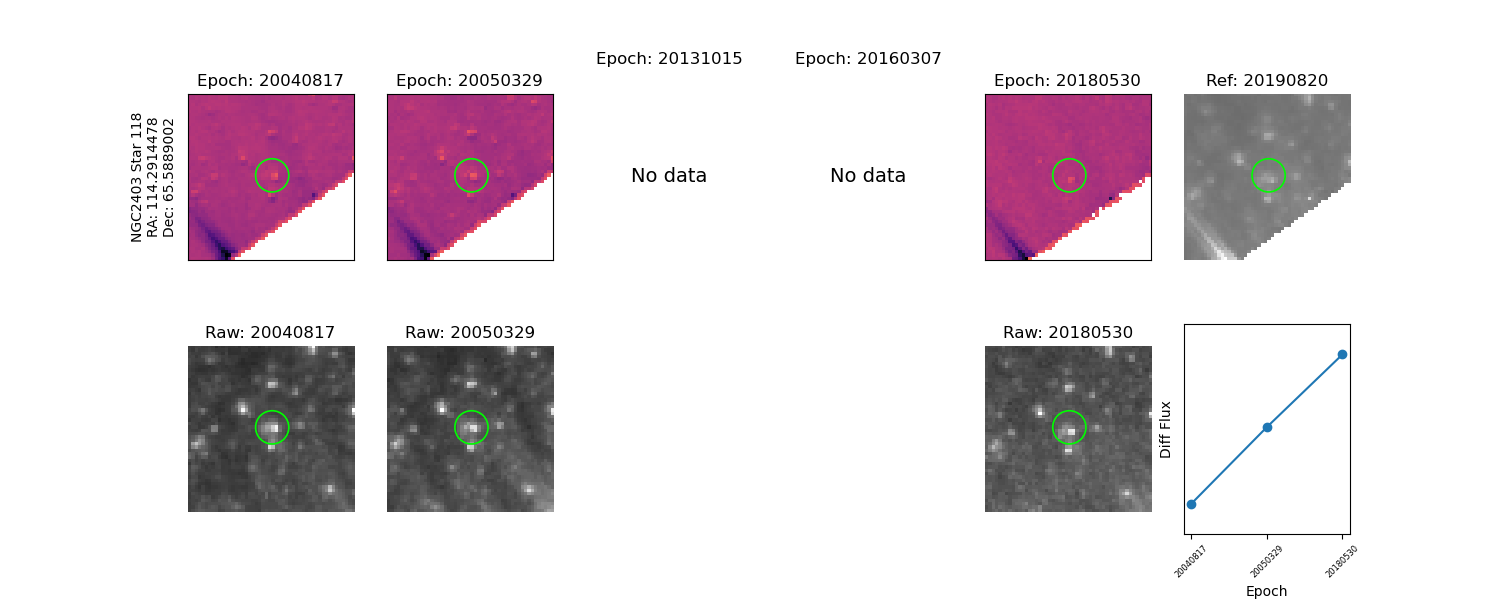 Epoch: 20040817
Epoch: 20050329
Epoch: 20131015
Epoch: 20160307
Epoch: 20180530
Ref: 20190820
NGC2403 Star 118
RA: 114.2914478
Dec: 65.5889002
No data
No data
Raw: 20040817
Raw: 20050329
Raw: 20180530
Diff Flux
20040817
20050329
20180530
Epoch